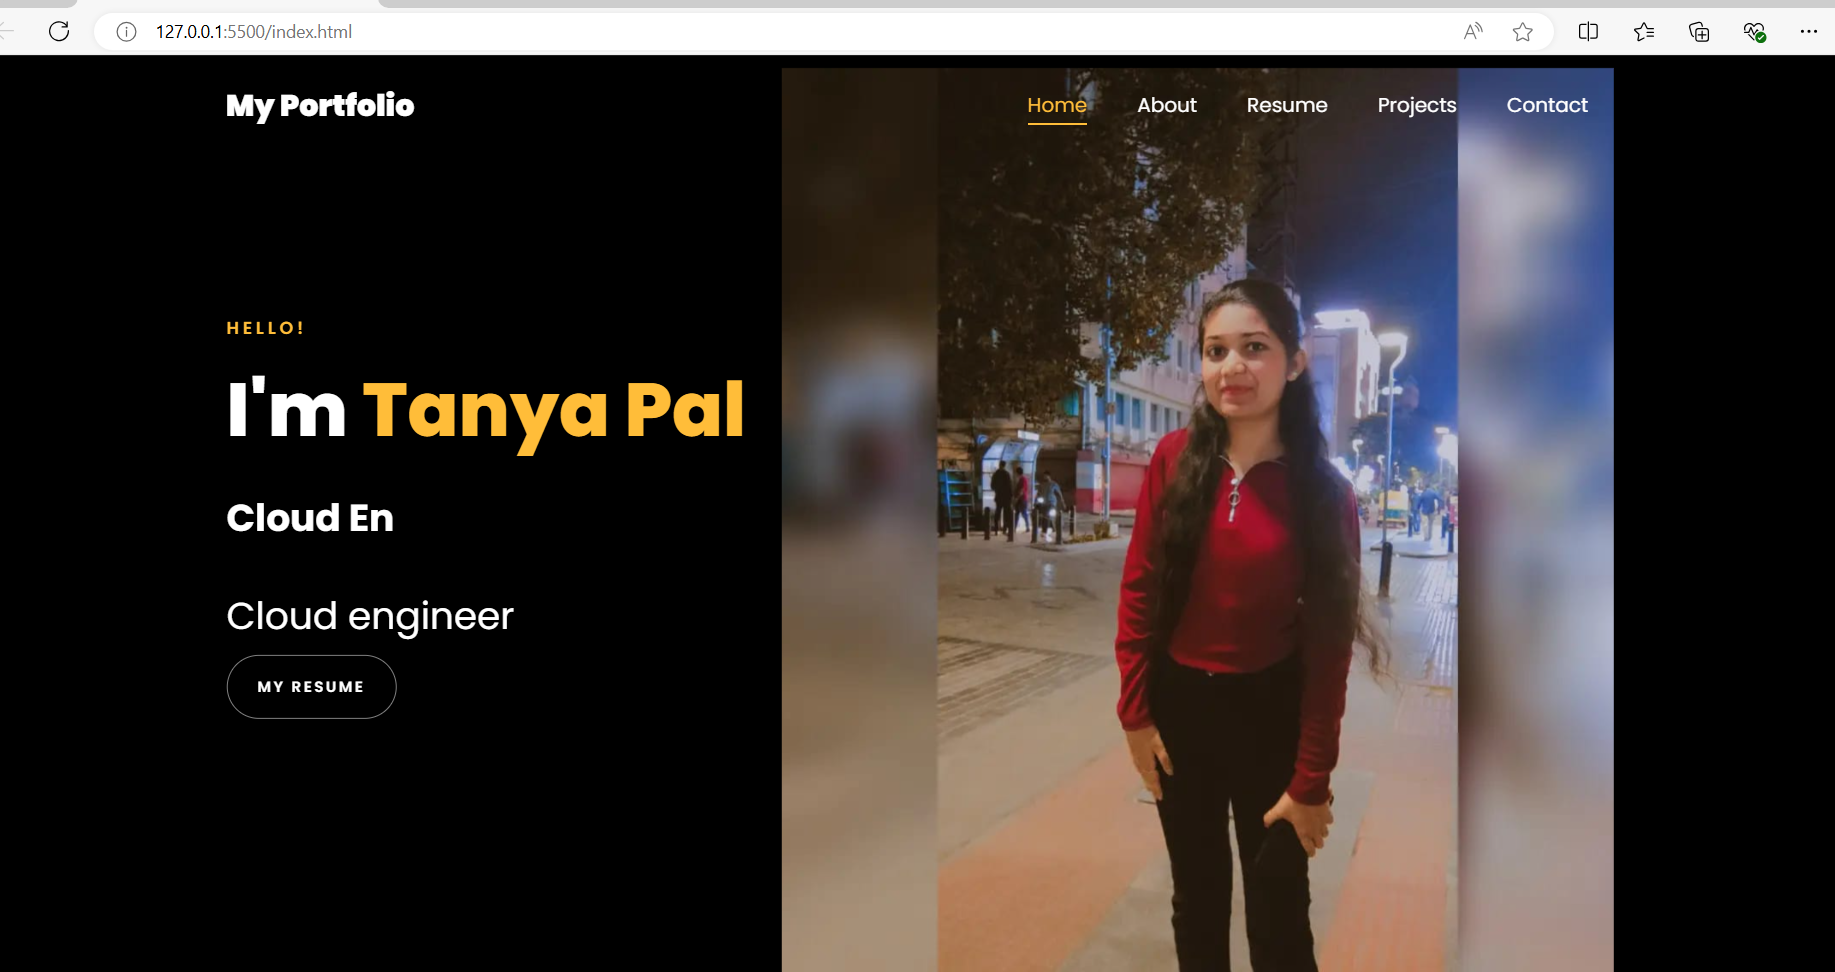 127.0.0.1:5500/index.html
My Portfolio
Home About Resume Projects Contact
HELLO!
I'm Tanya Pal
Cloud En
Cloud engineer
MY RESUME